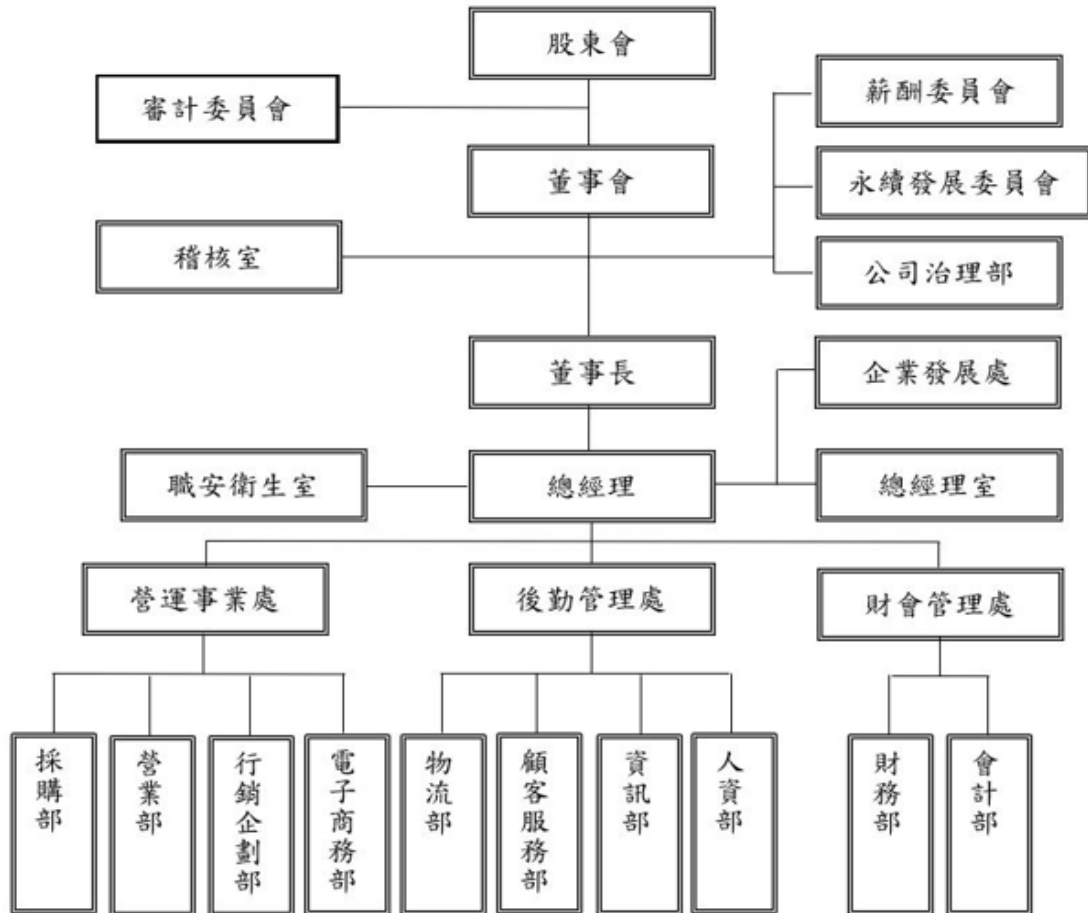 股東會
審計委員會
薪酬委員會
董事會
永續發展委員會
稽核室
公司治理部
董事長
企業發展處
職安衛生室
總經理
總經理室
營運事業處
後勤管理處
財會管理處
採購部
營業部
行銷企劃部
電子商務部
物流部
顧客服務部
資訊部
人資部
財務部
會計部